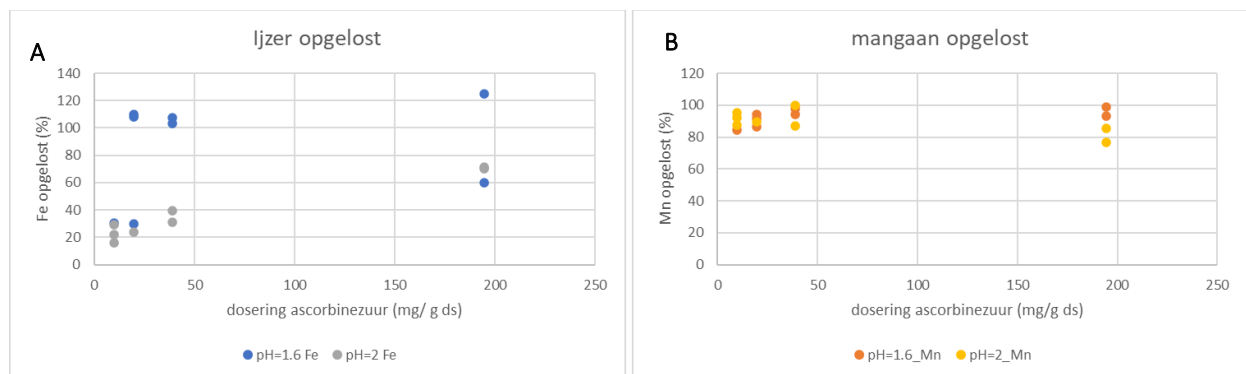 A
Ijzer opgelost
140
120
100
80
60
40
20
0
Fe opgelost (%)
0 50 100 150 200 250
dosering ascorbinezuur (mg/ g ds)
pH=1.6 Fe pH=2 Fe
B
mangaan opgelost
120
100
80
60
40
20
0
Mn opgelost (%)
0 50 100 150 200 250
dosering ascorbinezuur (mg/ g ds)
pH=1.6_Mn pH=2_Mn